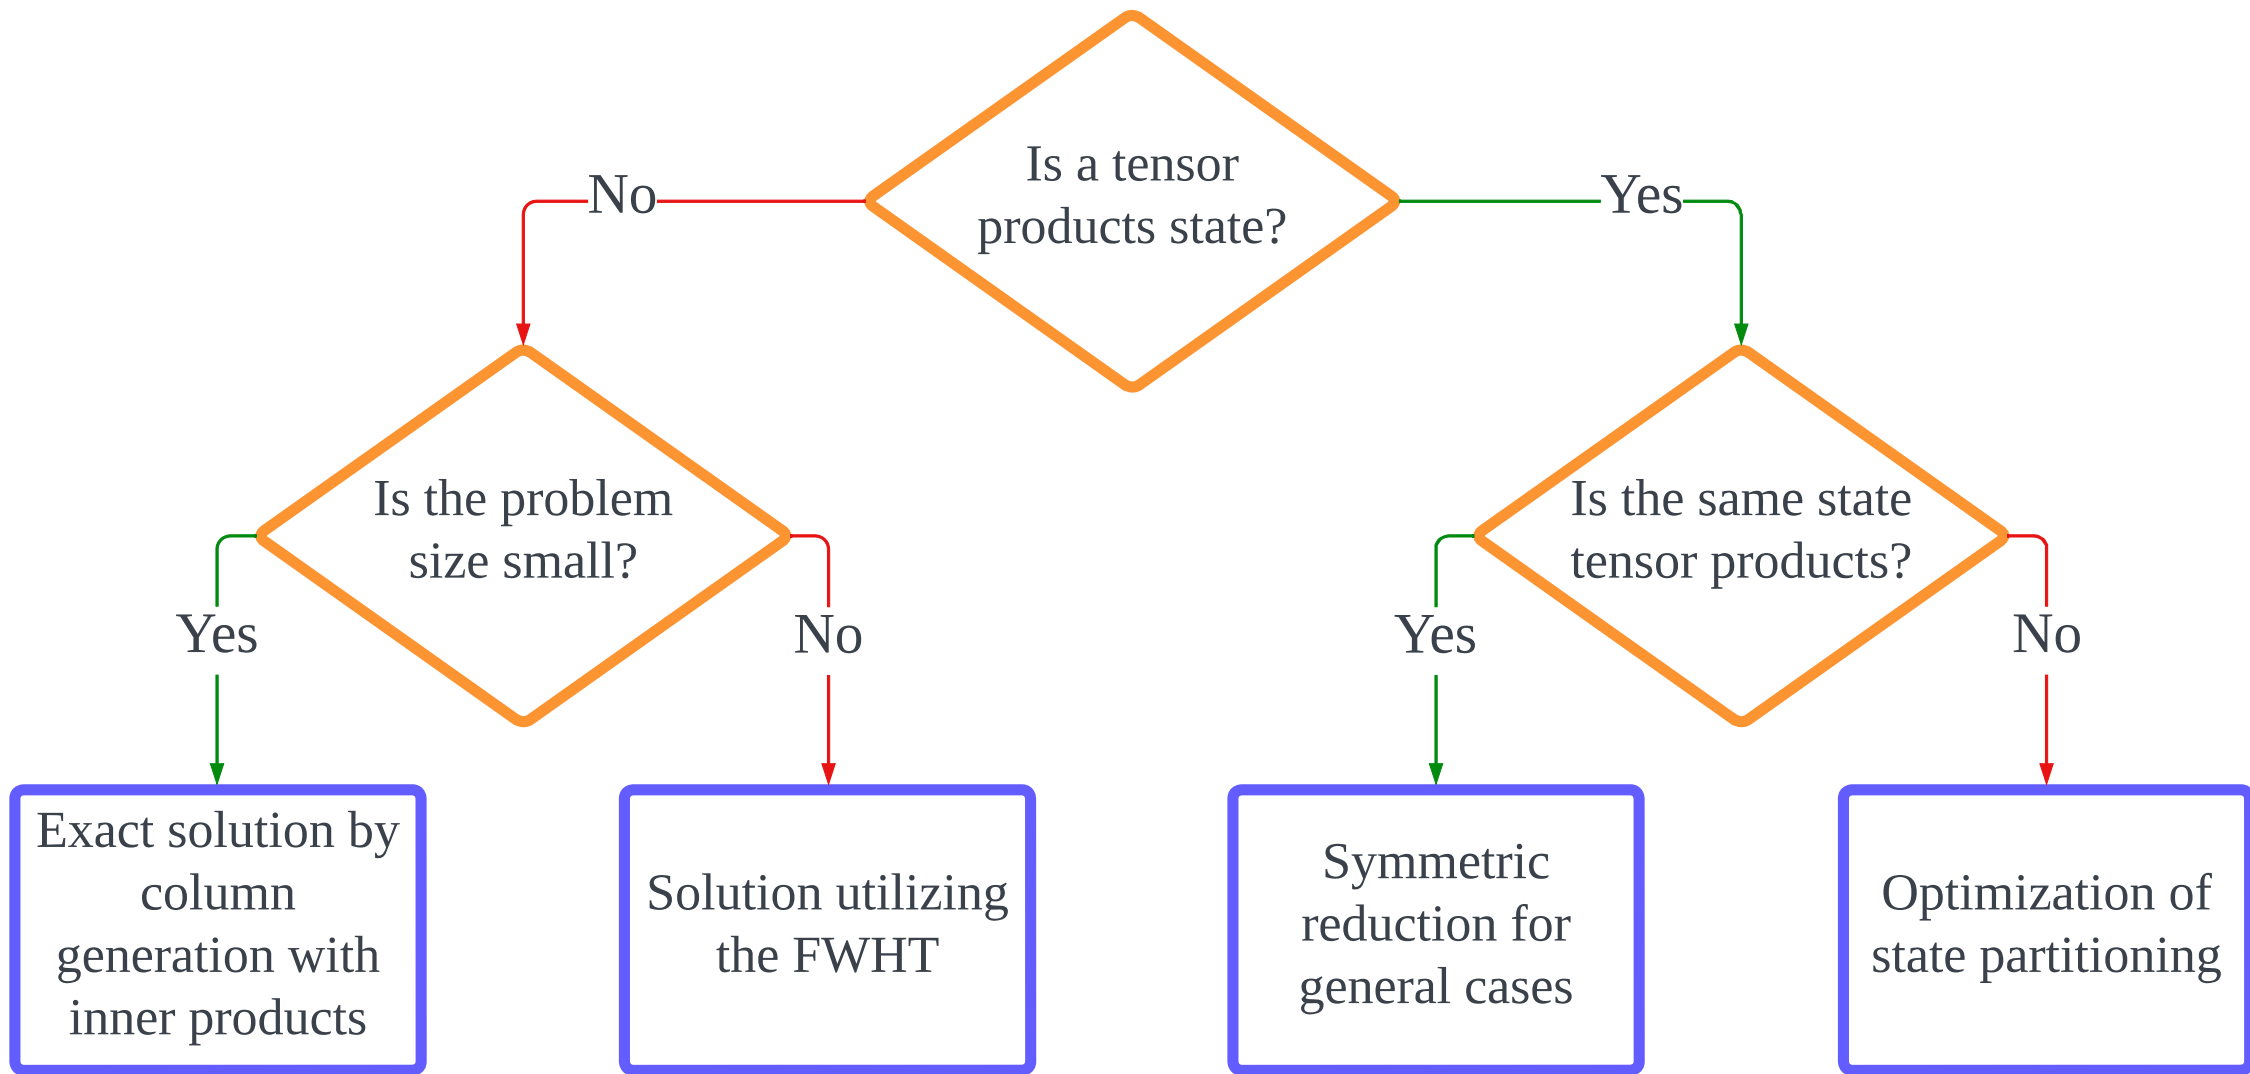 Is a tensor
products state?
No
Yes
Is the problem
size small?
Is the same state
tensor products?
Yes
No
Yes
No
Exact solution by
column
generation with
inner products
Solution utilizing
the FWHT
Symmetric
reduction for
general cases
Optimization of
state partitioning